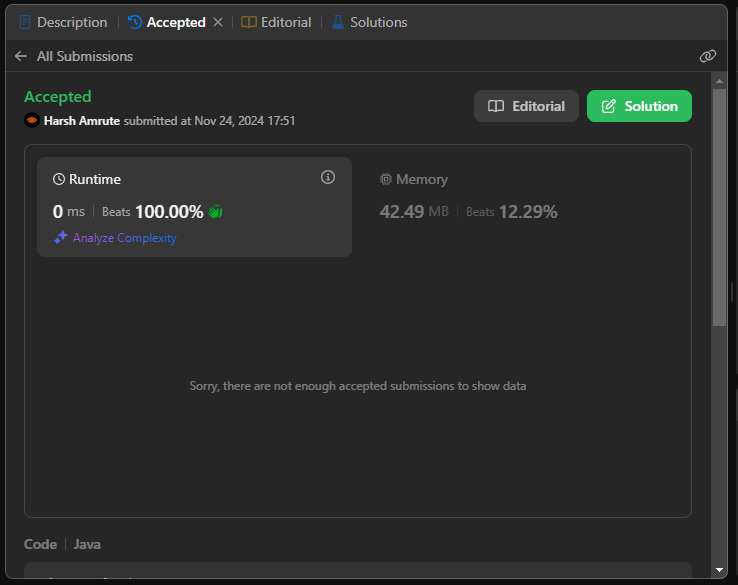 Description | Accepted | Editorial | Solutions
All Submissions
Accepted
Editorial
Solution
Harsh Amrute submitted at Nov 24, 2024 17:51
Runtime
Memory
0 ms | Beats 100.00%
42.49 MB | Beats 12.29%
Analyze Complexity
Sorry, there are not enough accepted submissions to show data
Code | Java